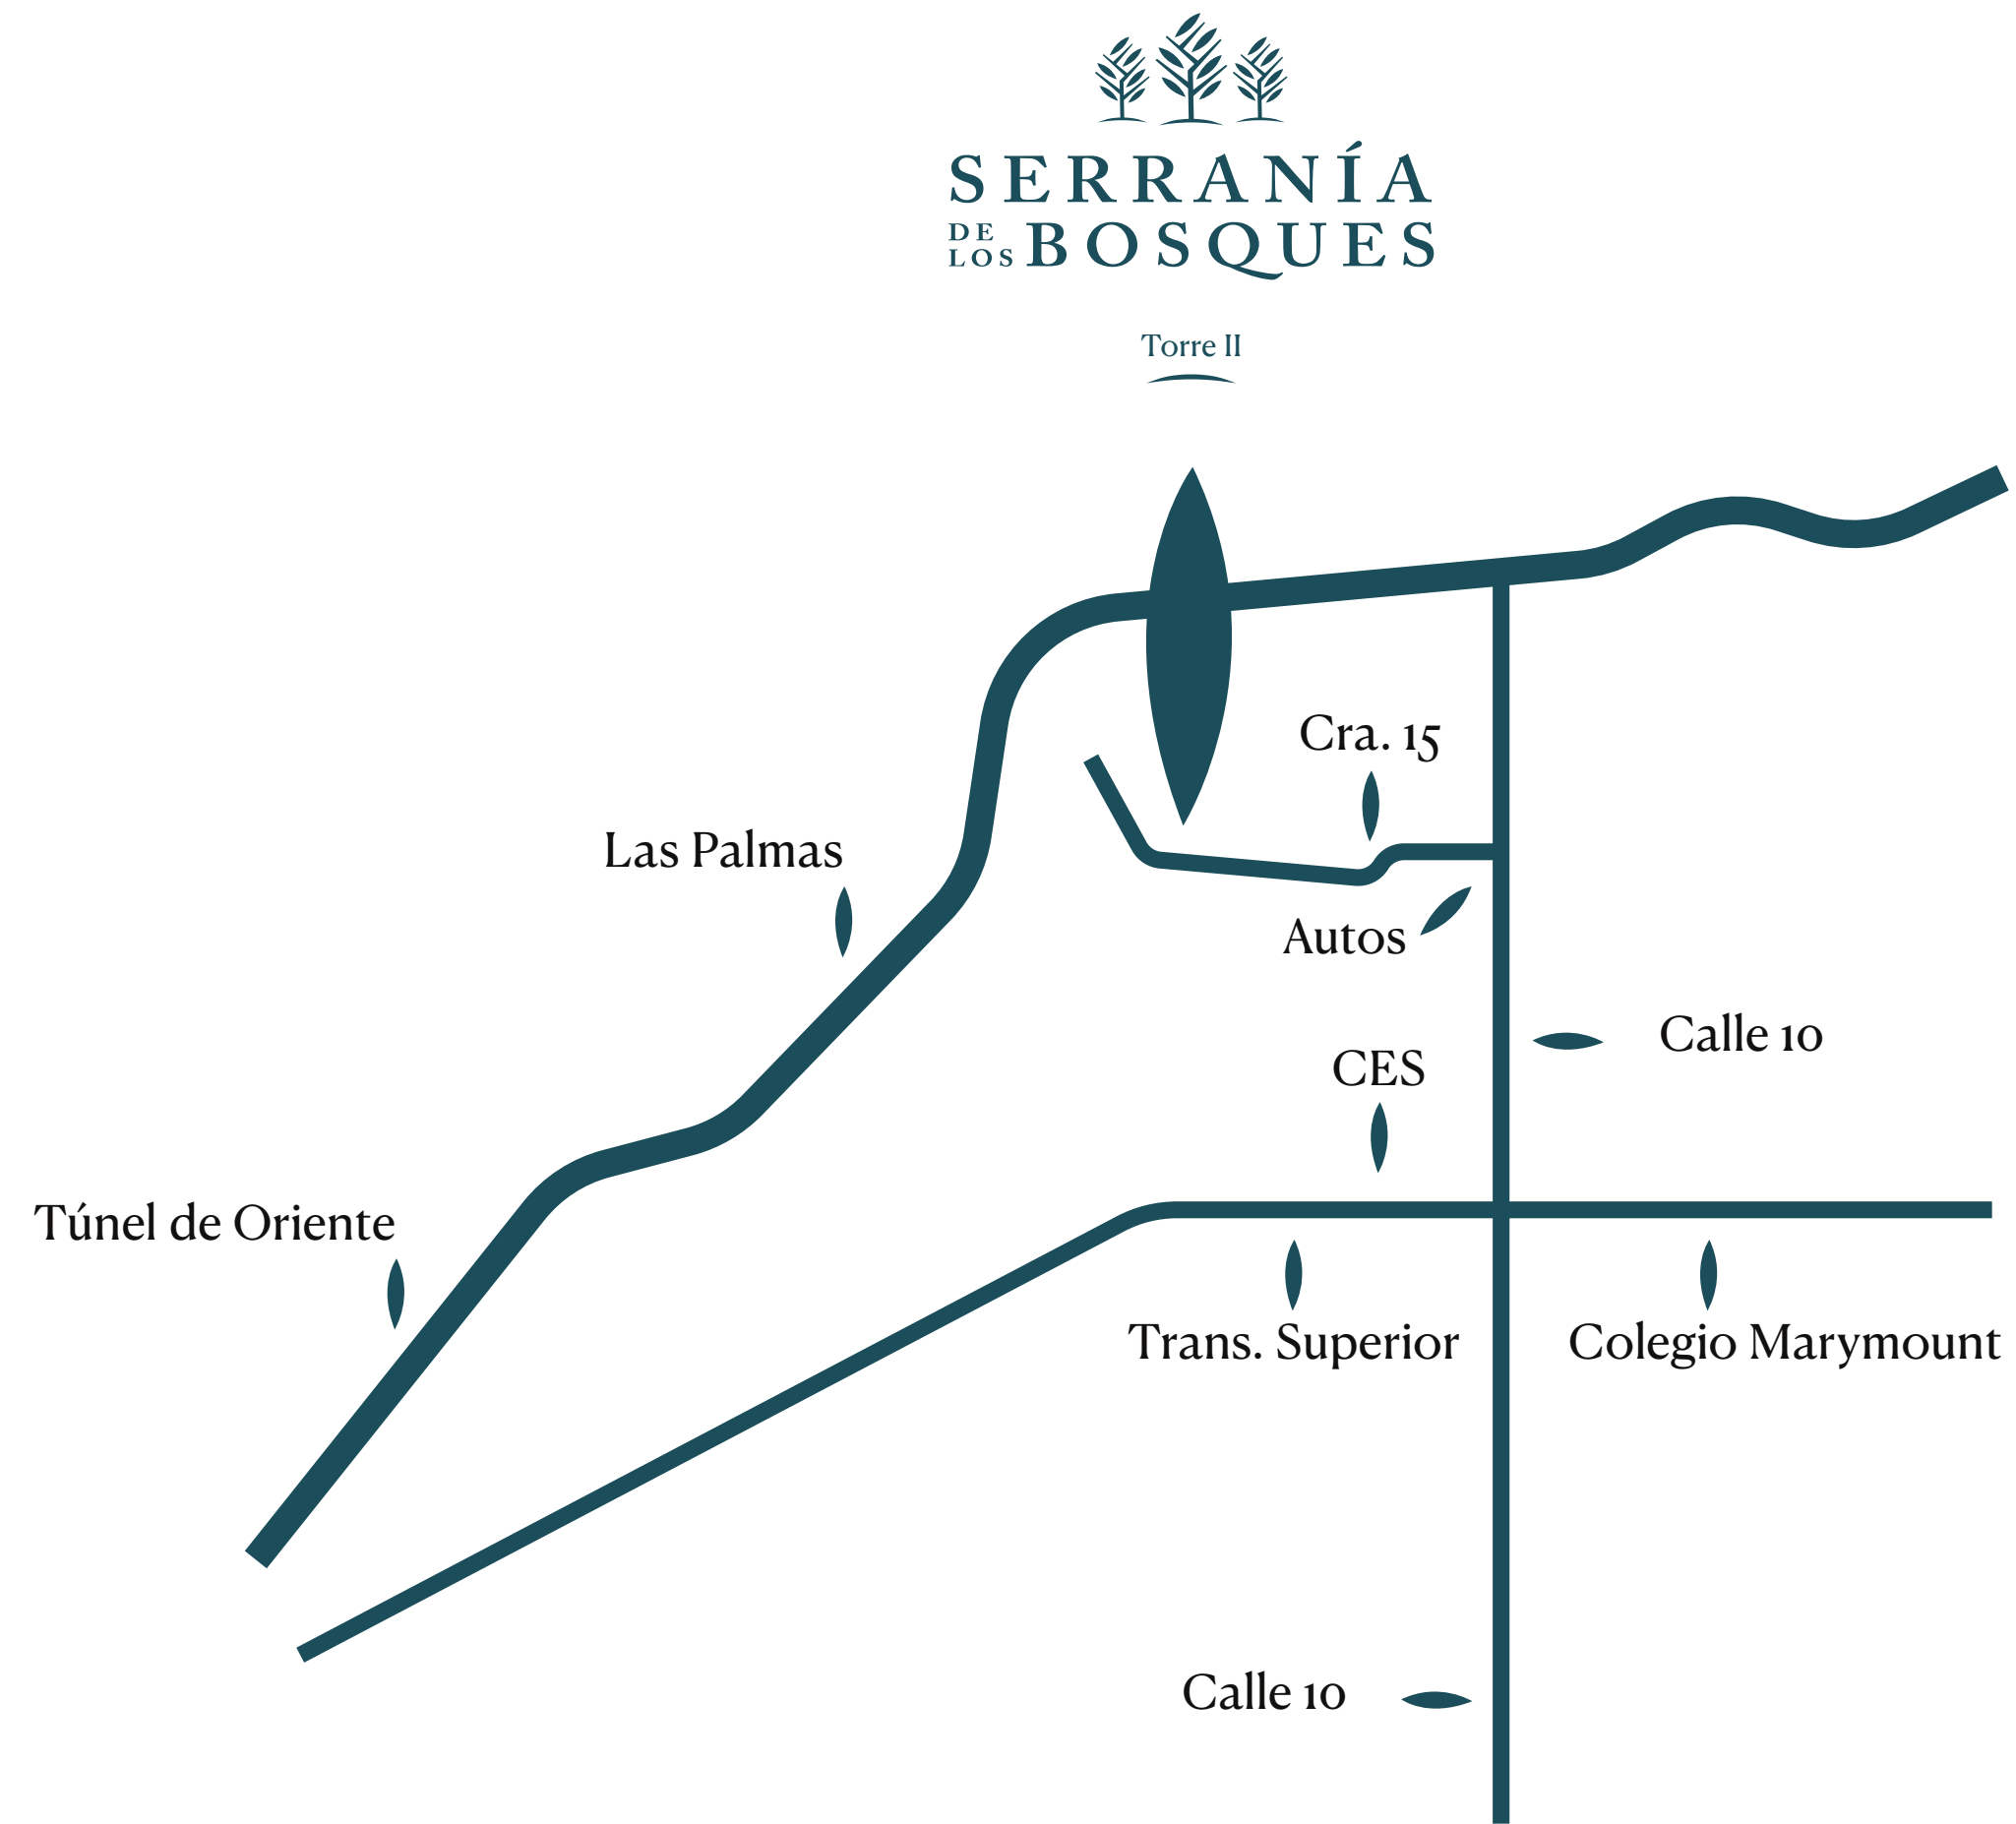 SERRANÍA
DE LOS BOSQUES
Torre II
Cra. 15
Las Palmas
Autos
Calle 10
CES
Túnel de Oriente
Trans. Superior
Colegio Marymount
Calle 10